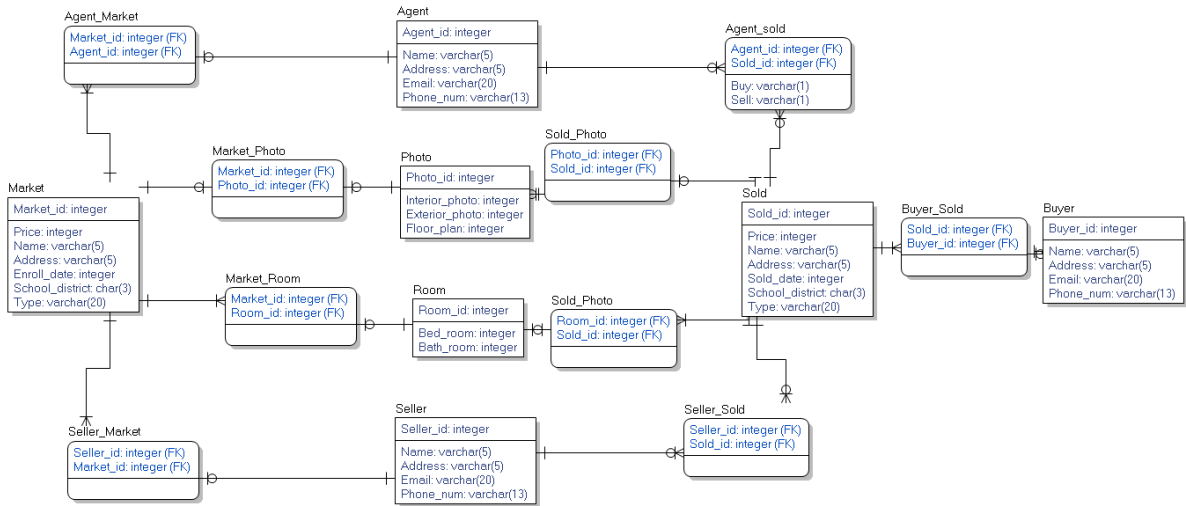 Agent_Market
Market_id: integer (FK)
Agent_id: integer (FK)
Agent
Agent_id: integer
Name: varchar(5)
Address: varchar(5)
Email: varchar(20)
Phone_num: varchar(13)
Agent_sold
Agent_id: integer (FK)
Sold_id: integer (FK)
Buy: varchar(1)
Sell: varchar(1)
Market_Photo
Market_id: integer (FK)
Photo_id: integer (FK)
Photo
Photo_id: integer
Interior_photo: integer
Exterior_photo: integer
Floor_plan: integer
Sold_Photo
Photo_id: integer (FK)
Sold_id: integer (FK)
Market
Market_id: integer
Price: integer
Name: varchar(5)
Address: varchar(5)
Enroll_date: integer
School_district: char(3)
Type: varchar(20)
Sold
Sold_id: integer
Price: integer
Name: varchar(5)
Address: varchar(5)
Sold_date: integer
School_district: char(3)
Type: varchar(20)
Buyer_Sold
Sold_id: integer (FK)
Buyer_id: integer (FK)
Buyer
Buyer_id: integer
Name: varchar(5)
Address: varchar(5)
Email: varchar(20)
Phone_num: varchar(13)
Market_Room
Market_id: integer (FK)
Room_id: integer (FK)
Room
Room_id: integer
Bed_room: integer
Bath_room: integer
Sold_Photo
Room_id: integer (FK)
Sold_id: integer (FK)
Seller_Market
Seller_id: integer (FK)
Market_id: integer (FK)
Seller
Seller_id: integer
Name: varchar(5)
Address: varchar(5)
Email: varchar(20)
Phone_num: varchar(13)
Seller_Sold
Seller_id: integer (FK)
Sold_id: integer (FK)